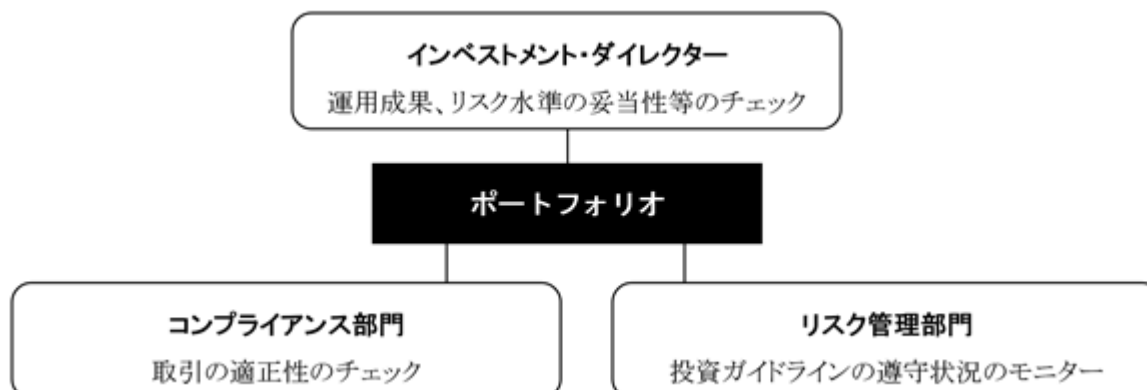 インベストメント・ダイレクター
運用成果、リスク水準の妥当性等のチェック
ポートフォリオ
コンプライアンス部門
取引の適正性のチェック
リスク管理部門
投資ガイドラインの遵守状況のモニター